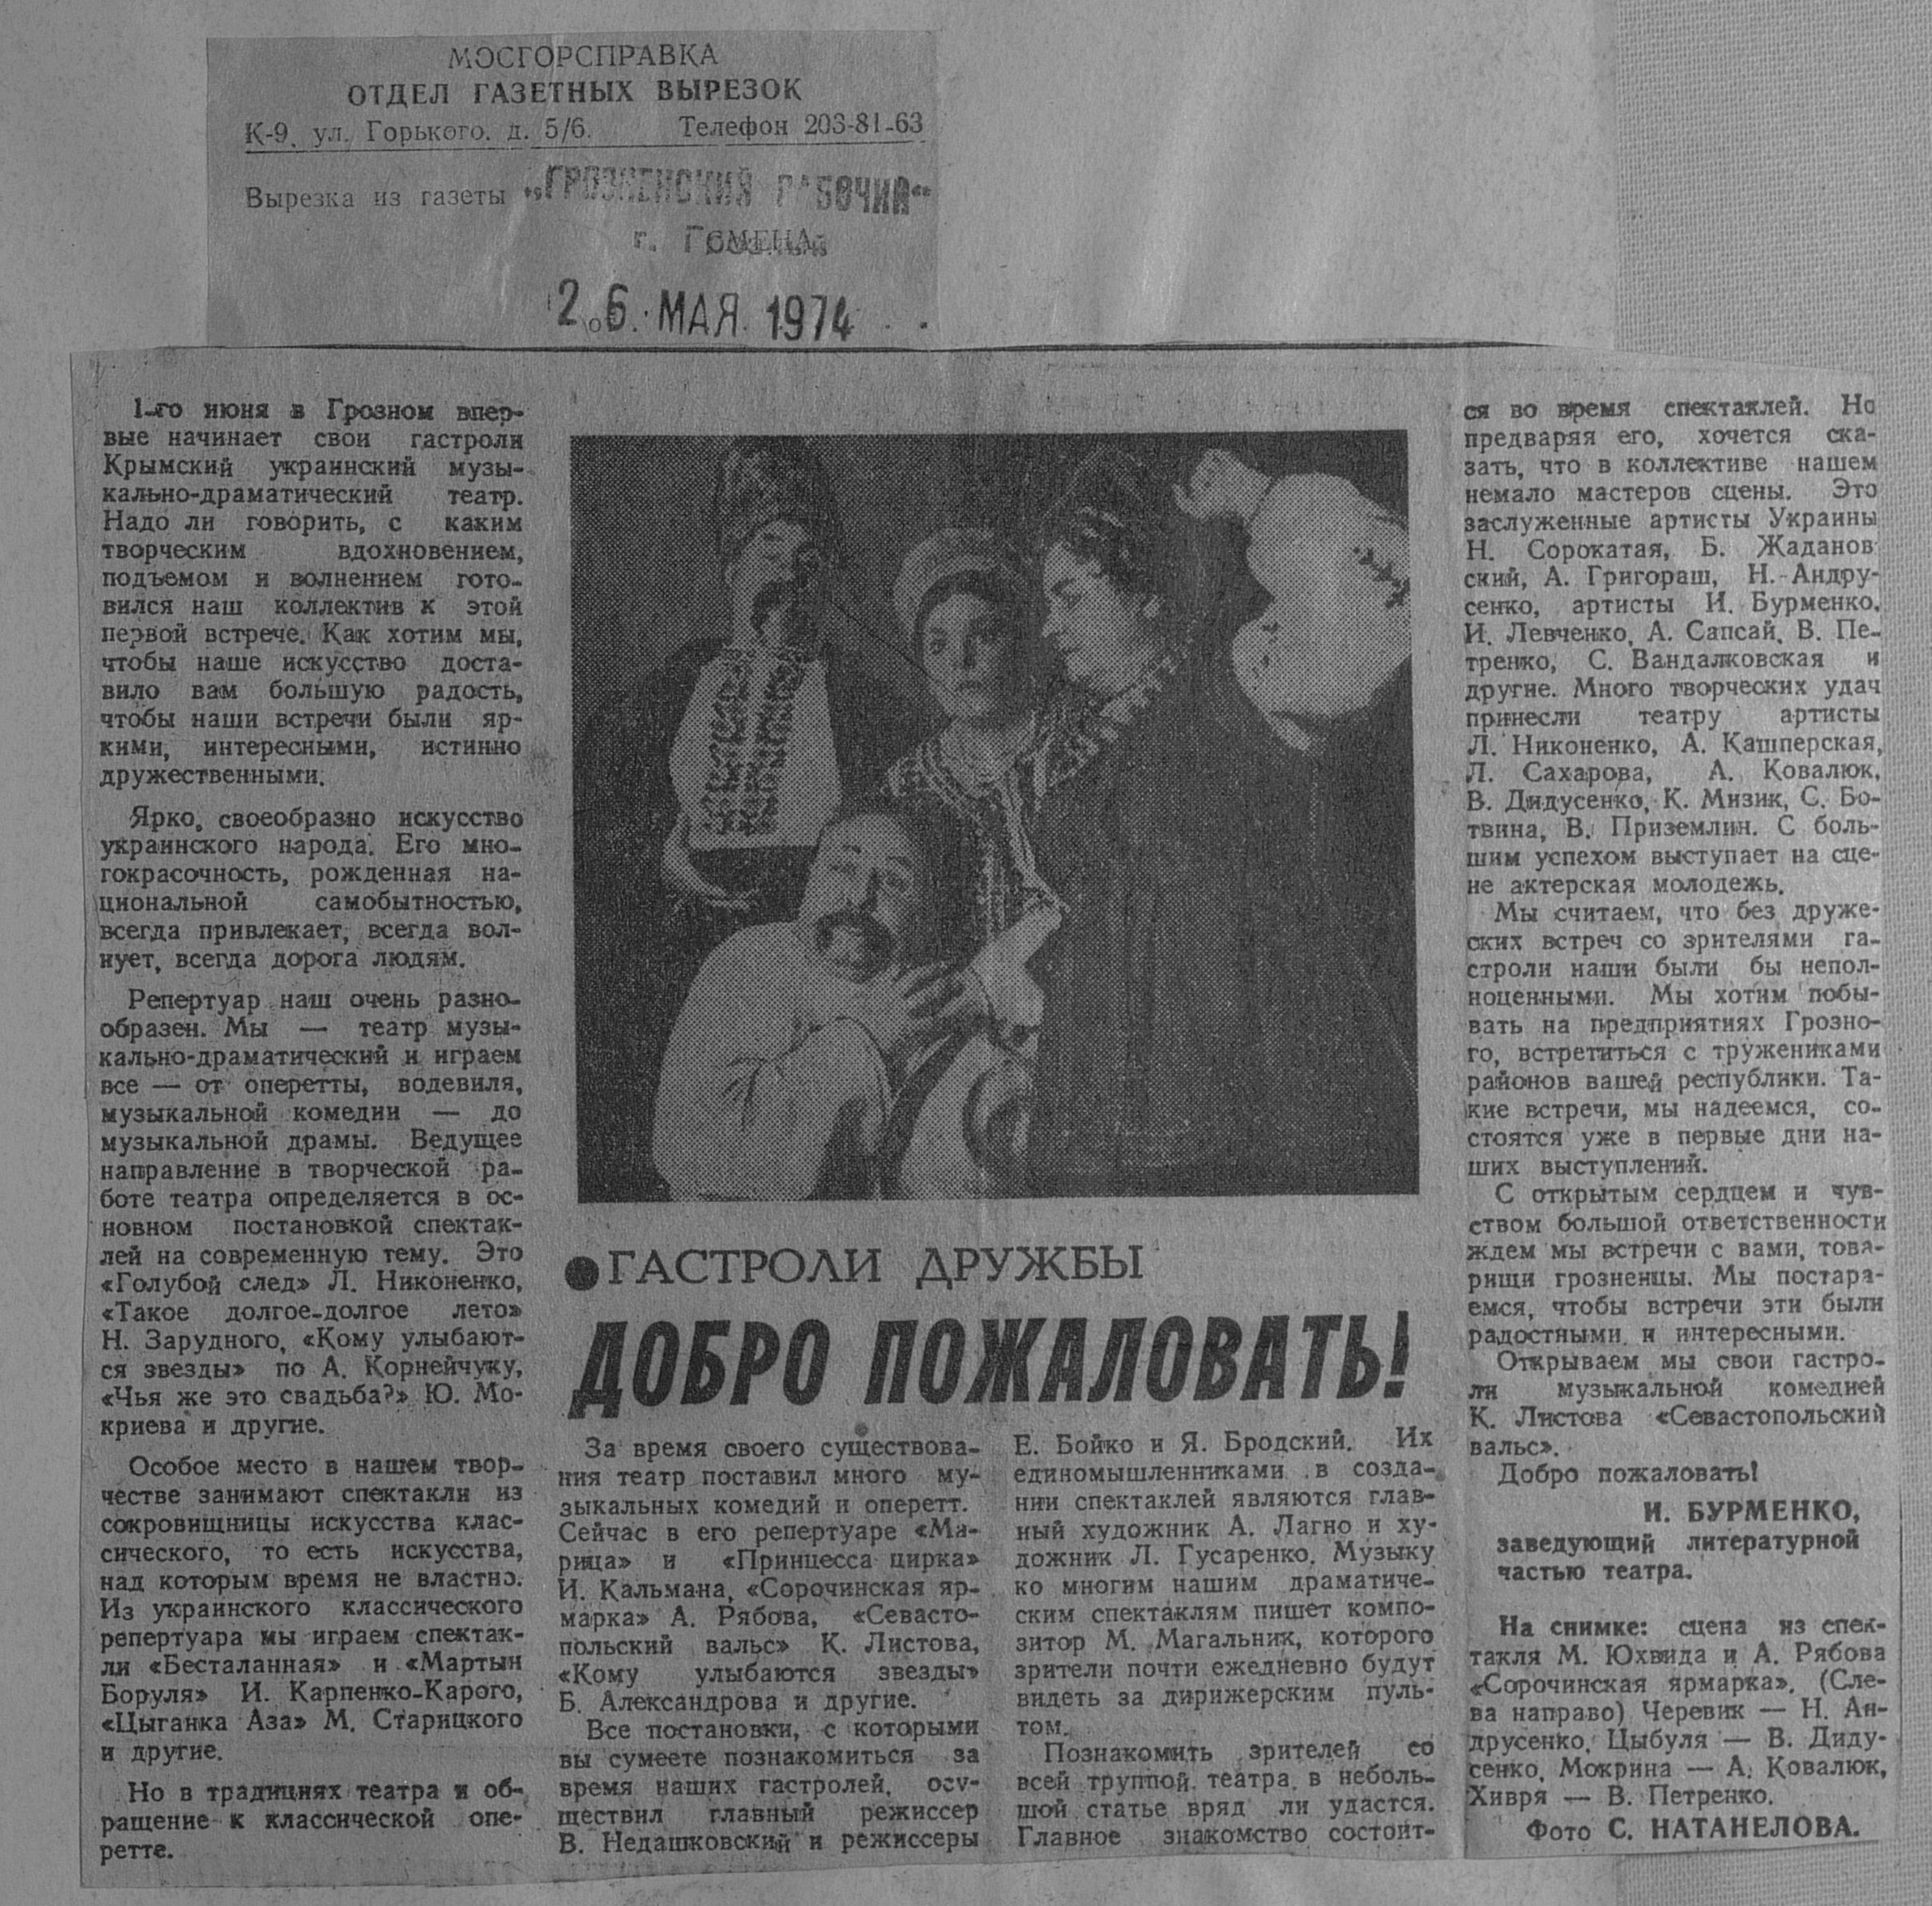 МОСГОРСПРАВКА
ОТДЕЛ ГАЗЕТНЫХ ВЫРЕЗОК
К-9, ул. Горького, д. 5/6. Телефон 203-81-63
Вырезка из газеты „ГРОЗНЕНСКИЙ РАБОЧИЙ“
г.
26 МАЯ 1974
1-го июня в Грозном впер-
вые начинает свои гастроли
Крымский украинский музы-
кально-драматический театр.
Надо ли говорить, с каким
творческим вдохновением,
подъемом и волнением гото-
вился наш коллектив к этой
первой встрече. Как хотим мы,
чтобы наше искусство доста-
вило вам большую радость,
чтобы наши встречи были яр-
кими, интересными, истинно
дружественными.
Ярко, своеобразно искусство
украинского народа. Его мно-
гокрасочность, рожденная на-
циональной самобытностью,
всегда привлекает, всегда вол-
нует, всегда дорога людям.
Репертуар наш очень разно-
образен. Мы — театр музы-
кально-драматический и играем
все — от оперетты, водевиля,
музыкальной комедии — до
музыкальной драмы. Ведущее
направление в творческой ра-
боте театра определяется в ос-
новном постановкой спектак-
лей на современную тему. Это
«Голубой след» Л. Никоненко,
«Такое долгое-долгое лето»
Н. Зарудного, «Кому улыбают-
ся звезды» по А. Корнейчуку,
«Чья же это свадьба?» Ю. Мо-
криева и другие.
Особое место в нашем твор-
честве занимают спектакли из
сокровищницы искусства клас-
сического, то есть искусства,
над которым время не властно.
Из украинского классического
репертуара мы играем спектак-
ли «Бесталанная» и «Мартын
Боруля» И. Карпенко-Карого,
«Цыганка Аза» М. Старицкого
и другие.
Но в традициях театра и об-
ращение к классической опе-
ретте.
● ГАСТРОЛИ ДРУЖБЫ
ДОБРО ПОЖАЛОВАТЬ!
За время своего существова-
ния театр поставил много му-
зыкальных комедий и оперетт.
Сейчас в его репертуаре «Ма-
рица» и «Принцесса цирка»
И. Кальмана, «Сорочинская яр-
марка» А. Рябова, «Севасто-
польский вальс» К. Листова,
«Кому улыбаются звезды»
Б. Александрова и другие.
Все постановки, с которыми
вы сумеете познакомиться за
время наших гастролей, осу-
ществил главный режиссер
В. Недашковский и режиссеры
Е. Бойко и Я. Бродский. Их
единомышленниками в созда-
нии спектаклей являются глав-
ный художник А. Лагно и ху-
дожник Л. Гусаренко. Музыку
ко многим нашим драматиче-
ским спектаклям пишет компо-
зитор М. Магальник, которого
зрители почти ежедневно будут
видеть за дирижерским пуль-
том.
Познакомить зрителей со
всей труппой театра в неболь-
шой статье вряд ли удастся.
Главное знакомство состоит-
ся во время спектаклей. Но
предваряя его, хочется ска-
зать, что в коллективе нашем
немало мастеров сцены. Это
заслуженные артисты Украины
Н. Сорокатая, Б. Жаданов-
ский, А. Григораш, Н. Андру-
сенко, артисты И. Бурменко,
И. Левченко, А. Сапсай, В. Пе-
тренко, С. Вандалковская и
другие. Много творческих удач
принесли театру артисты
Л. Никоненко, А. Кашперская,
Л. Сахарова, А. Ковалюк,
В. Дидусенко, К. Мизик, С. Бо-
твина, В. Приземлин. С боль-
шим успехом выступает на сце-
не актерская молодежь.
Мы считаем, что без друже-
ских встреч со зрителями га-
строли наши были бы непол-
ноценными. Мы хотим побы-
вать на предприятиях Грозно-
го, встретиться с тружениками
районов вашей республики. Та-
кие встречи, мы надеемся, со-
стоятся уже в первые дни на-
ших выступлений.
С открытым сердцем и чув-
ством большой ответственности
ждем мы встречи с вами, това-
рищи грозненцы. Мы постара-
емся, чтобы встречи эти были
радостными и интересными.
Открываем мы свои гастро-
ли музыкальной комедией
К. Листова «Севастопольский
вальс».
Добро пожаловать!
И. БУРМЕНКО,
заведующий литературной
частью театра.
На снимке: сцена из спек-
такля М. Юхвида и А. Рябова
«Сорочинская ярмарка». (Сле-
ва направо) Черевик — Н. Ан-
друсенко, Цыбуля — В. Диду-
сенко, Мокрина — А. Ковалюк,
Хивря — В. Петренко.
Фото С. НАТАНЕЛОВА.